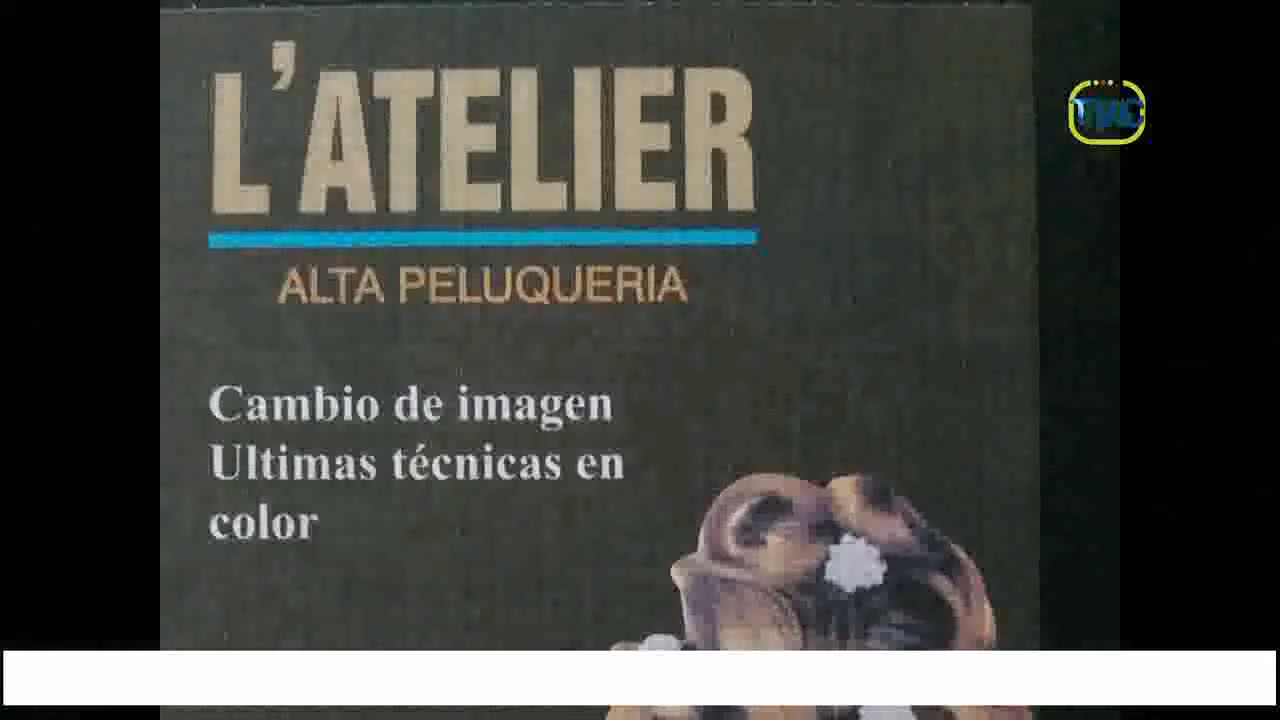 L'ATELIER
ALTA PELUQUERIA
Cambio de imagen
Ultimas técnicas en
color